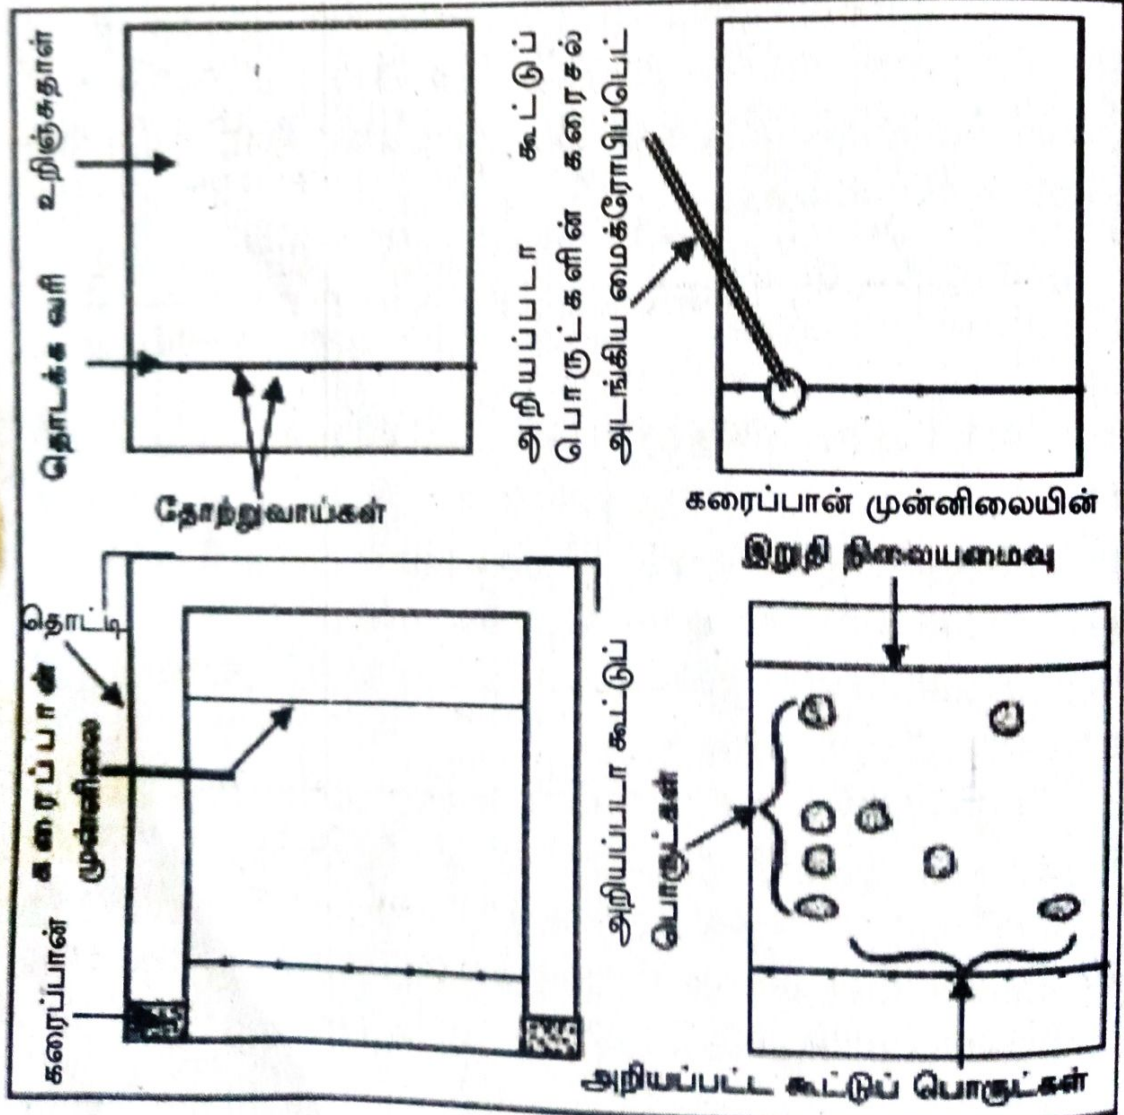 உறிஞ்சுதாள்
தொடக்க வரி
தோற்றுவாய்கள்
அறியப்படா கூட்டுப்
பொருட்களின் கரைசல்
அடங்கிய மைக்ரோபிப்பெட்
தொட்டி
கரைப்பான்
முன்னிலை
கரைப்பான்
கரைப்பான் முன்னிலையின்
இறுதி நிலையமைவு
அறியப்படா கூட்டுப்
பொருட்கள்
அறியப்பட்ட கூட்டுப் பொருட்கள்